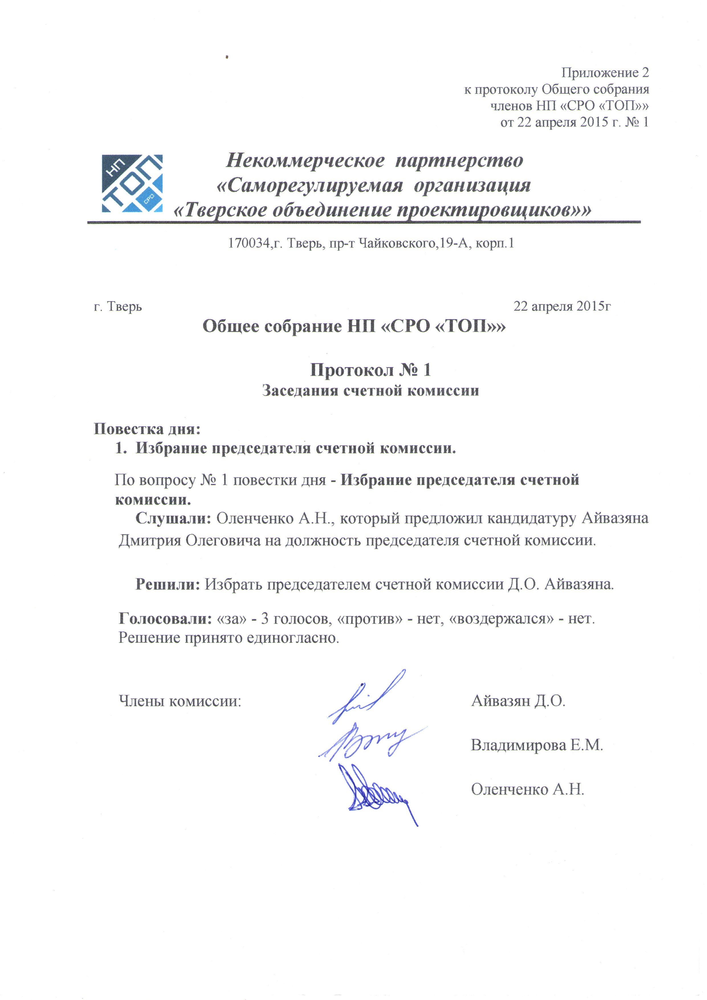 Приложение 2
к протоколу Общего собрания
членов НП «СРО «ТОП»»
от 22 апреля 2015 г. № 1
НП
ТОП
СРО
Некоммерческое партнерство
«Саморегулируемая организация
«Тверское объединение проектировщиков»»
170034,г. Тверь, пр-т Чайковского,19-А, корп.1
г. Тверь 22 апреля 2015г
Общее собрание НП «СРО «ТОП»»
Протокол № 1
Заседания счетной комиссии
Повестка дня:
1. Избрание председателя счетной комиссии.
По вопросу № 1 повестки дня - Избрание председателя счетной
комиссии.
Слушали: Оленченко А.Н., который предложил кандидатуру Айвазяна
Дмитрия Олеговича на должность председателя счетной комиссии.
Решили: Избрать председателем счетной комиссии Д.О. Айвазяна.
Голосовали: «за» - 3 голосов, «против» - нет, «воздержался» - нет.
Решение принято единогласно.
Члены комиссии: Айвазян Д.О.
Владимирова Е.М.
Оленченко А.Н.